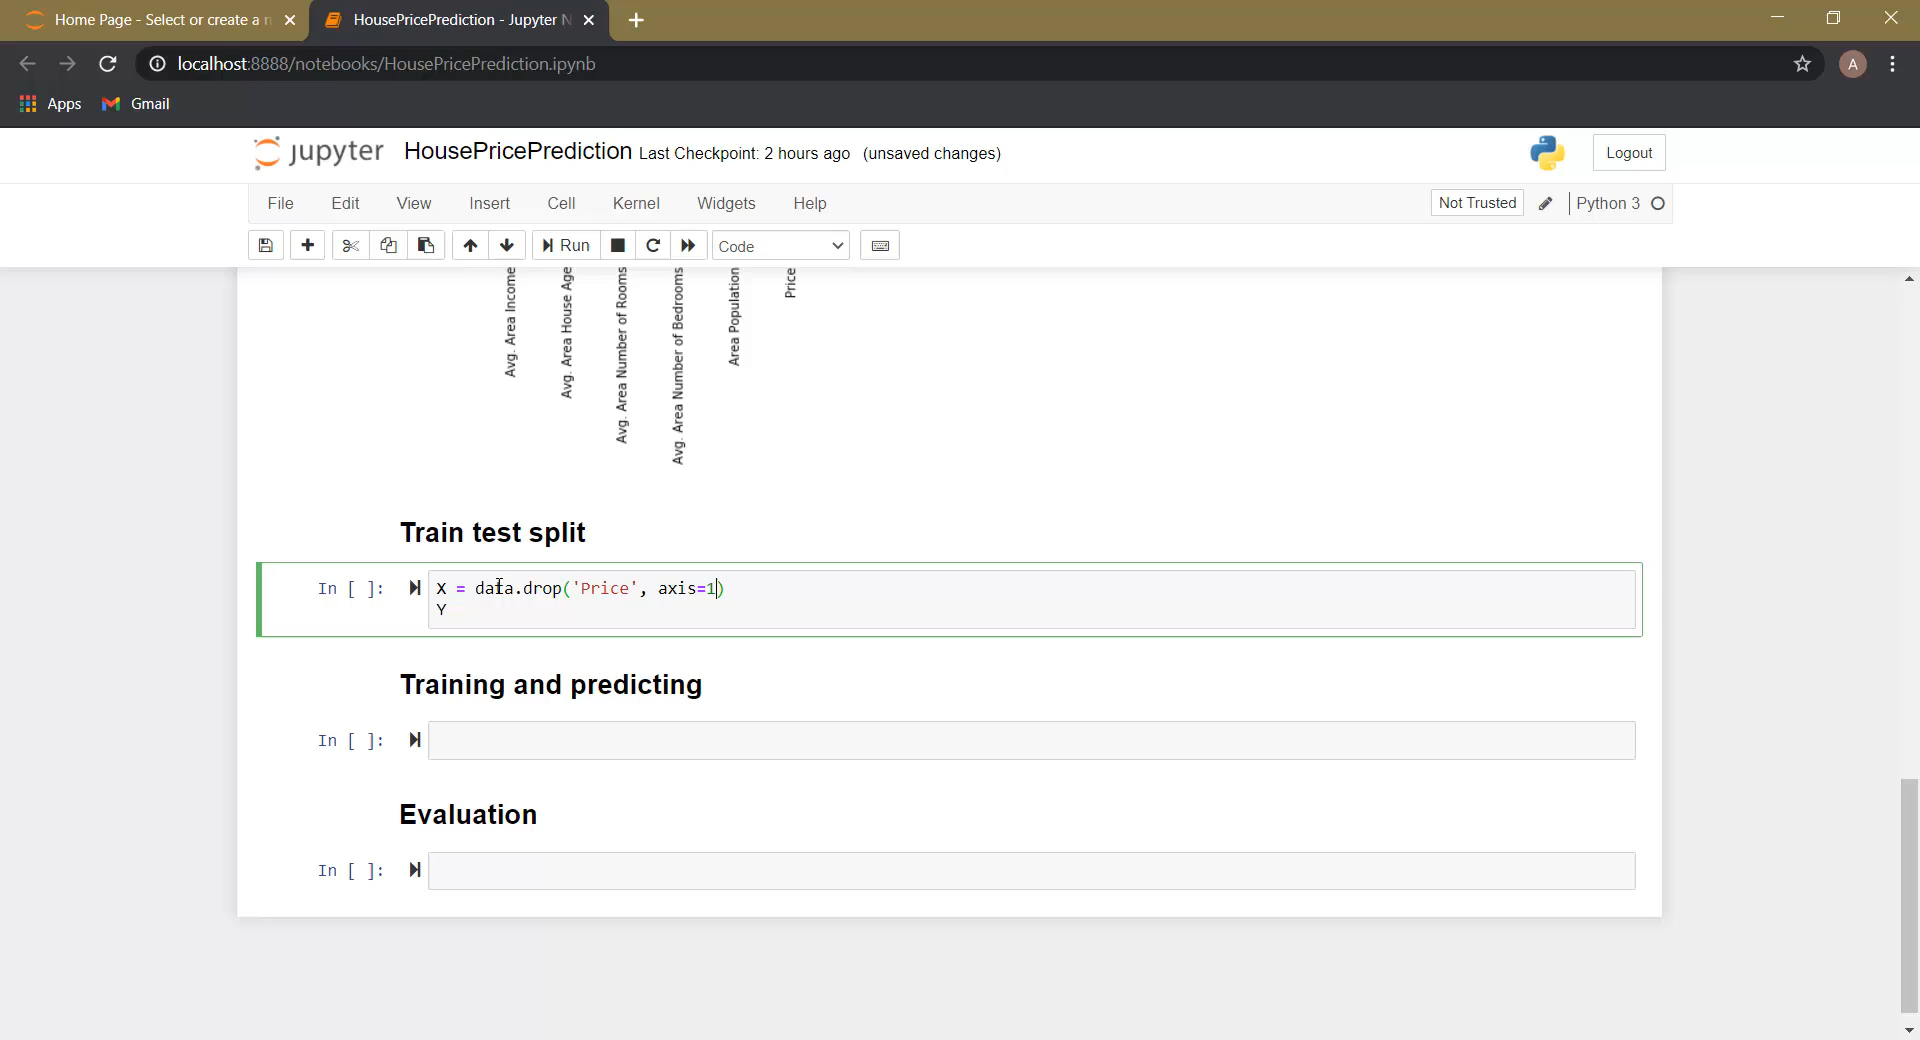 Home Page - Select or create a n
HousePricePrediction - Jupyter N
localhost:8888/notebooks/HousePricePrediction.ipynb
A
Apps
Gmail
jupyter
HousePricePrediction Last Checkpoint: 2 hours ago (unsaved changes)
Logout
File Edit View Insert Cell Kernel Widgets Help
Not Trusted
Python 3
Run
Code
Avg. Area Income
Avg. Area House Age
Avg. Area Number of Rooms
Avg. Area Number of Bedrooms
Area Population
Price
Train test split
In [ ]:
X = data.drop('Price', axis=1)
Y
Training and predicting
In [ ]:
Evaluation
In [ ]: